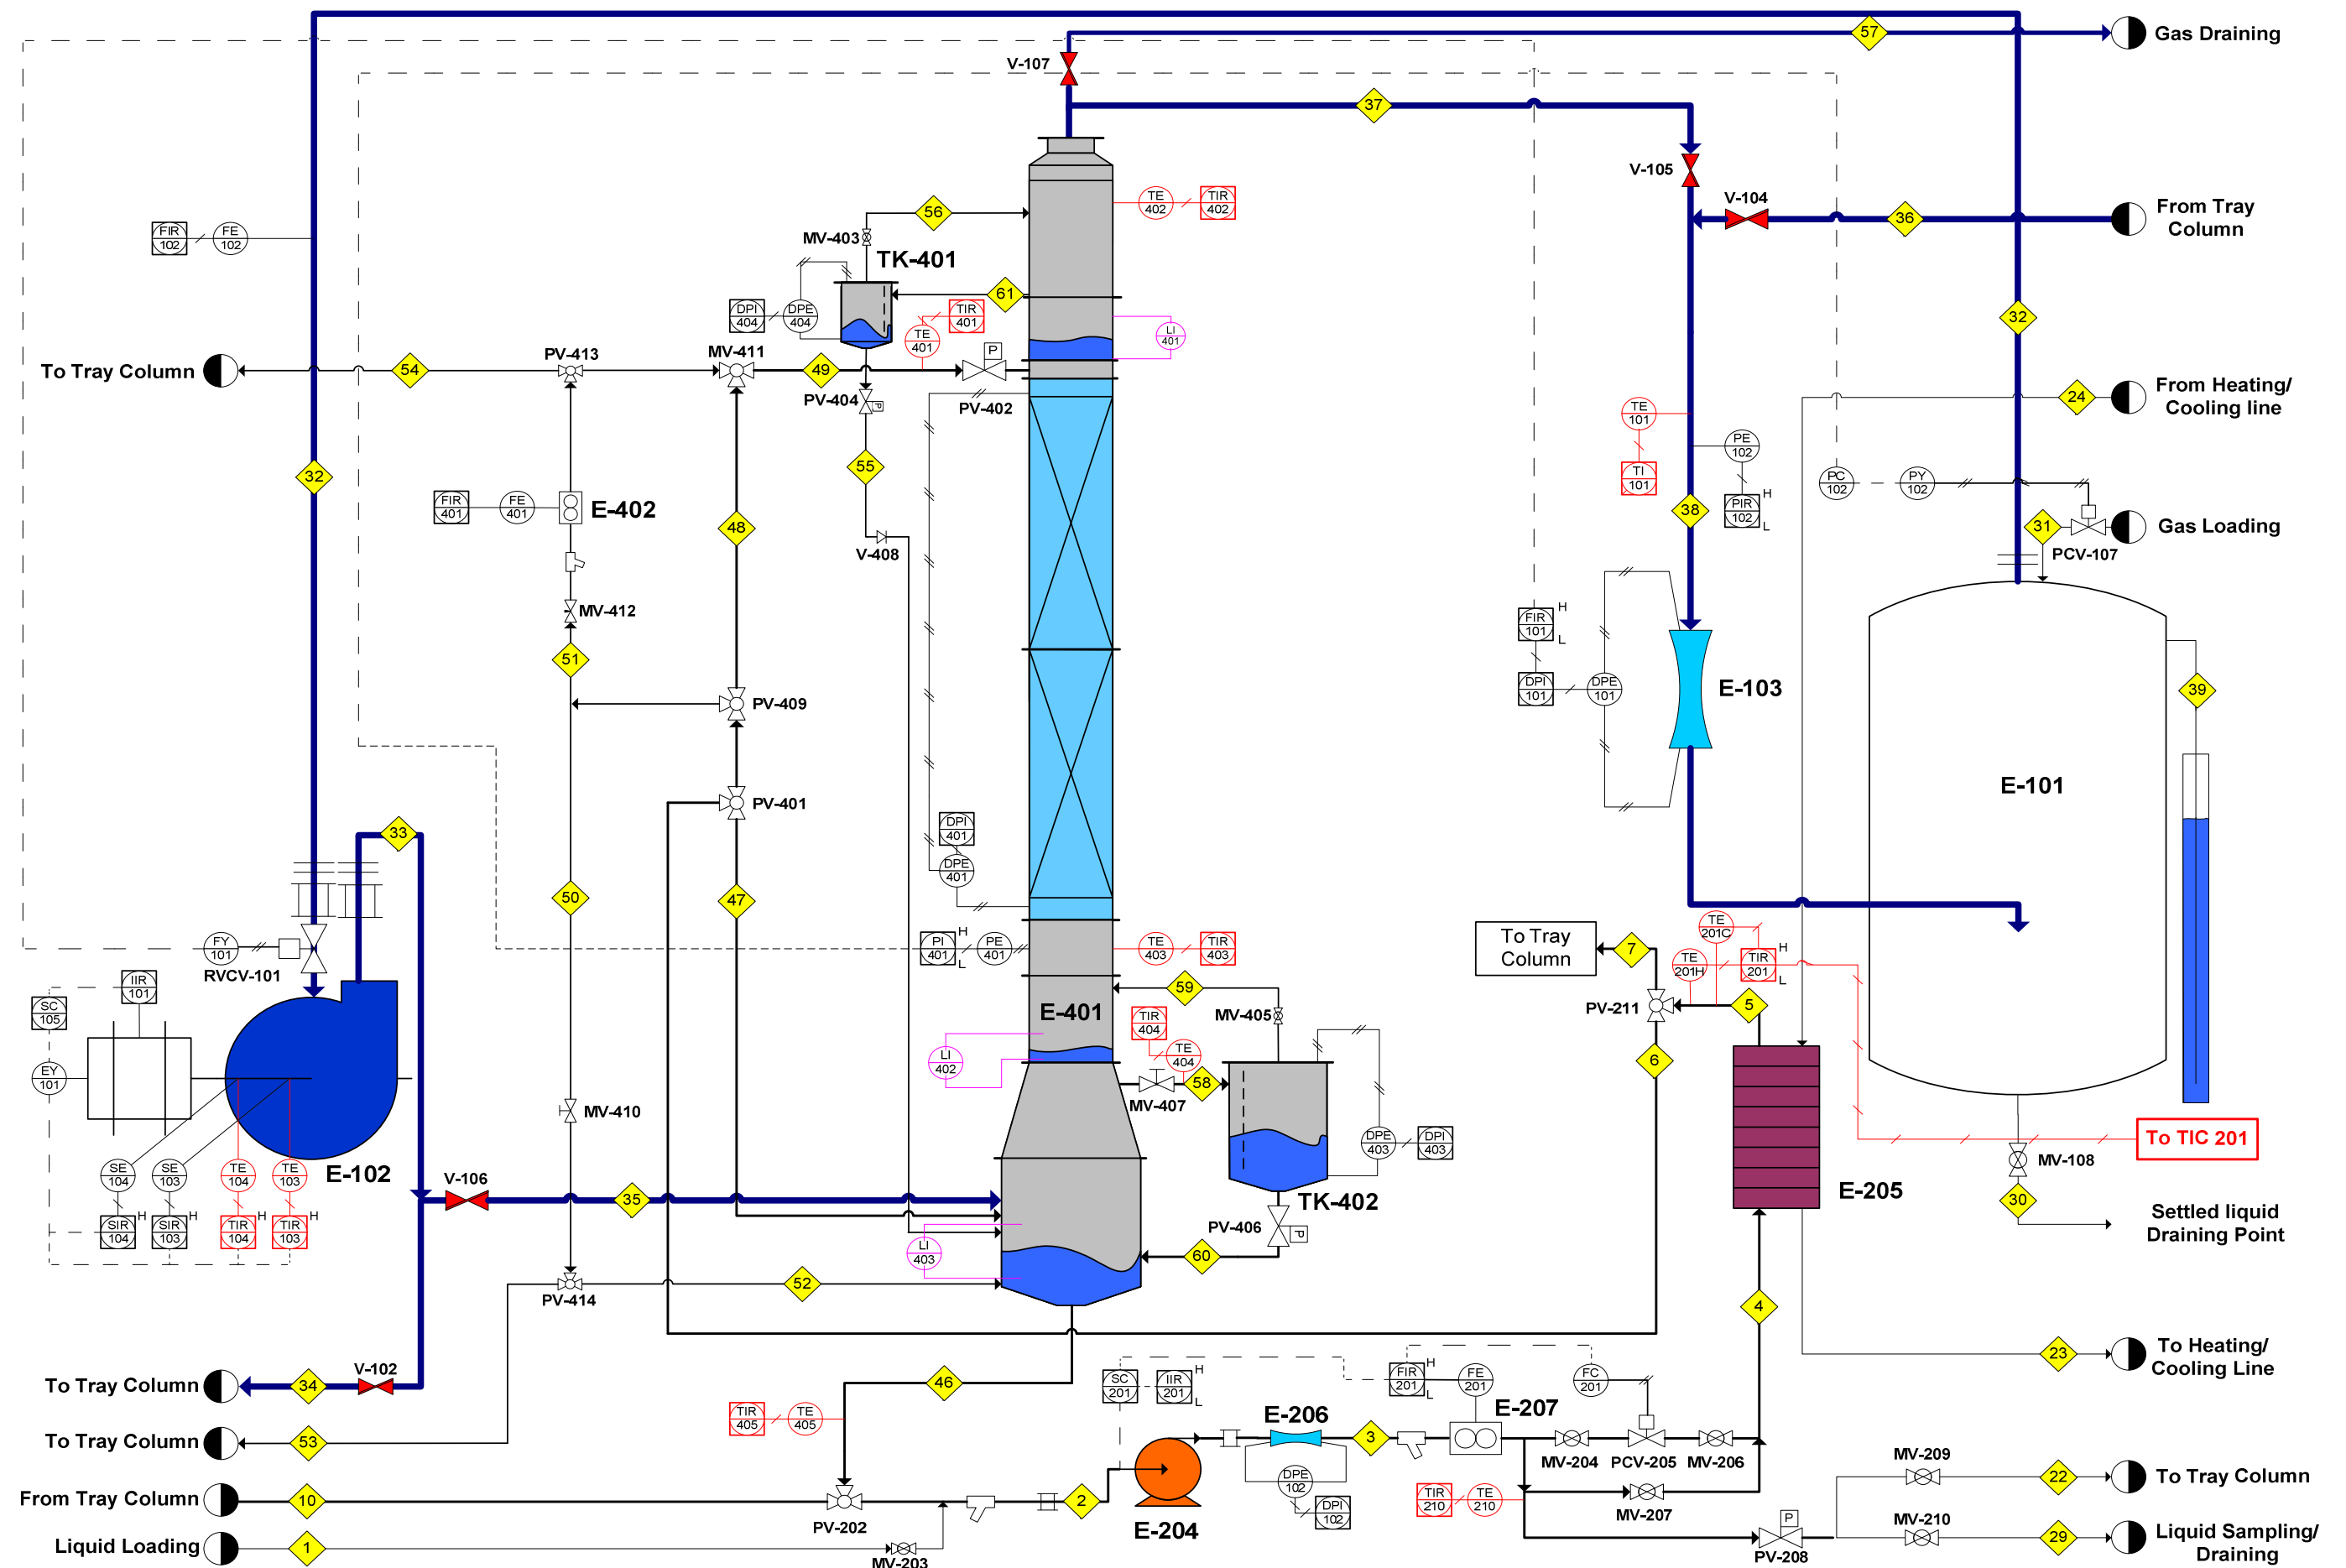 57
Gas Draining
V-107
37
V-105
V-104
36
From Tray
Column
TE
402
TIR
402
56
MV-403
TK-401
FIR
102
FE
102
61
DPI
404
DPE
404
TIR
401
TE
401
LI
401
32
PV-413
MV-411
To Tray Column
54
49
P
PV-404
P
PV-402
From Heating/
Cooling line
24
TE
101
PE
102
TI
101
PIR
102
H
L
32
55
PC
102
PY
102
38
31
Gas Loading
PCV-107
FIR
401
FE
401
E-402
48
V-408
MV-412
FIR
101
H
L
51
DPI
101
DPE
101
E-103
39
PV-409
E-101
PV-401
33
DPI
401
DPE
401
50
47
FY
101
RVCV-101
PI
401
H
L
PE
401
TE
403
TIR
403
To Tray
Column
7
TE
201C
TE
201H
TIR
201
H
L
IIR
101
SC
105
59
E-401
MV-405
PV-211
5
TIR
404
TE
404
LI
402
6
EY
101
58
MV-407
MV-410
DPE
403
DPI
403
To TIC 201
MV-108
SE
104
SE
103
TE
104
TE
103
E-102
V-106
35
TK-402
E-205
30
SIR
104
H
SIR
103
H
TIR
104
H
TIR
103
H
Settled liquid
Draining Point
PV-406
P
LI
403
60
52
PV-414
4
To Heating/
Cooling Line
23
V-102
To Tray Column
34
46
SC
201
IIR
201
H
L
FIR
201
H
L
FE
201
FC
201
TIR
405
TE
405
E-206
E-207
To Tray Column
53
3
MV-204
PCV-205
MV-206
MV-209
22
To Tray Column
DPE
102
DPI
102
TIR
210
TE
210
From Tray Column
10
2
PV-202
E-204
MV-207
P
PV-208
MV-210
29
Liquid Sampling/
Draining
Liquid Loading
1
MV-203